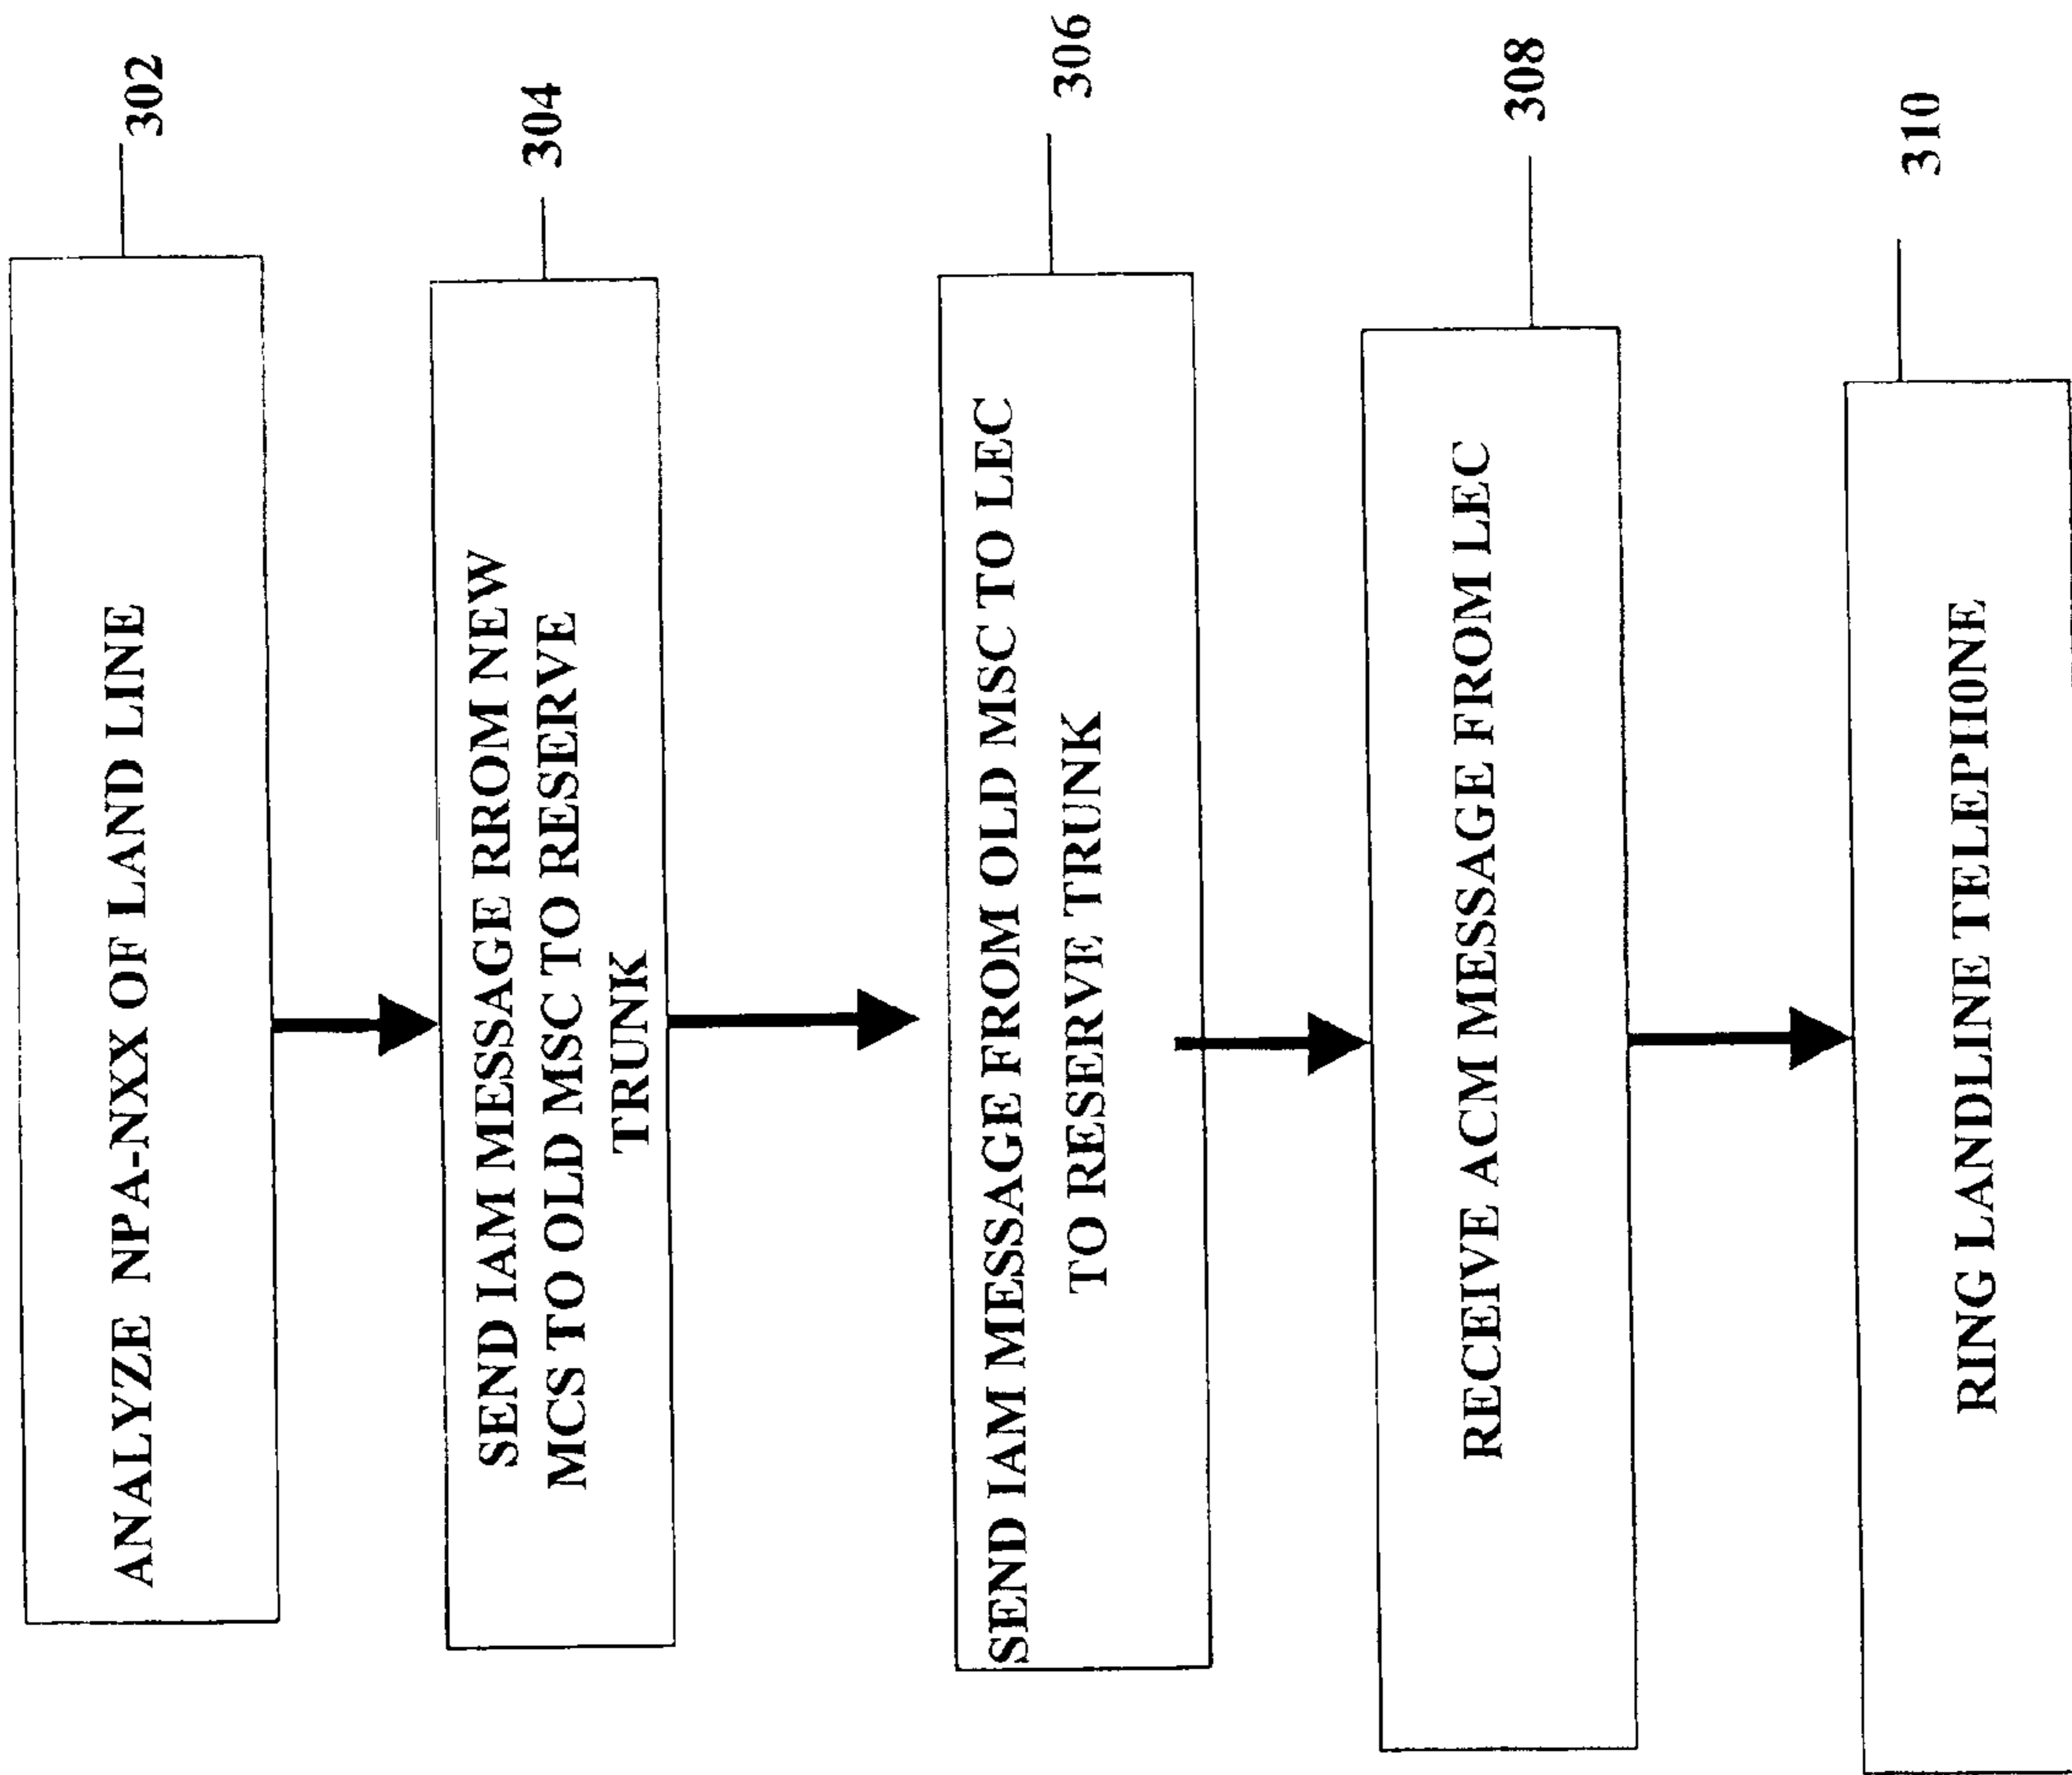 ANALYZE NPA-NXX OF LAND LINE
302
SEND IAM MESSAGE RROM NEW
MCS TO OLD MSC TO RESERVE
TRUNK
304
SEND IAM MESSAGE FROM OLD MSC TO LEC
TO RESERVE TRUNK
306
RECEIVE ACM MESSAGE FROM LEC
308
RING LANDLINE TELEPHONE
310